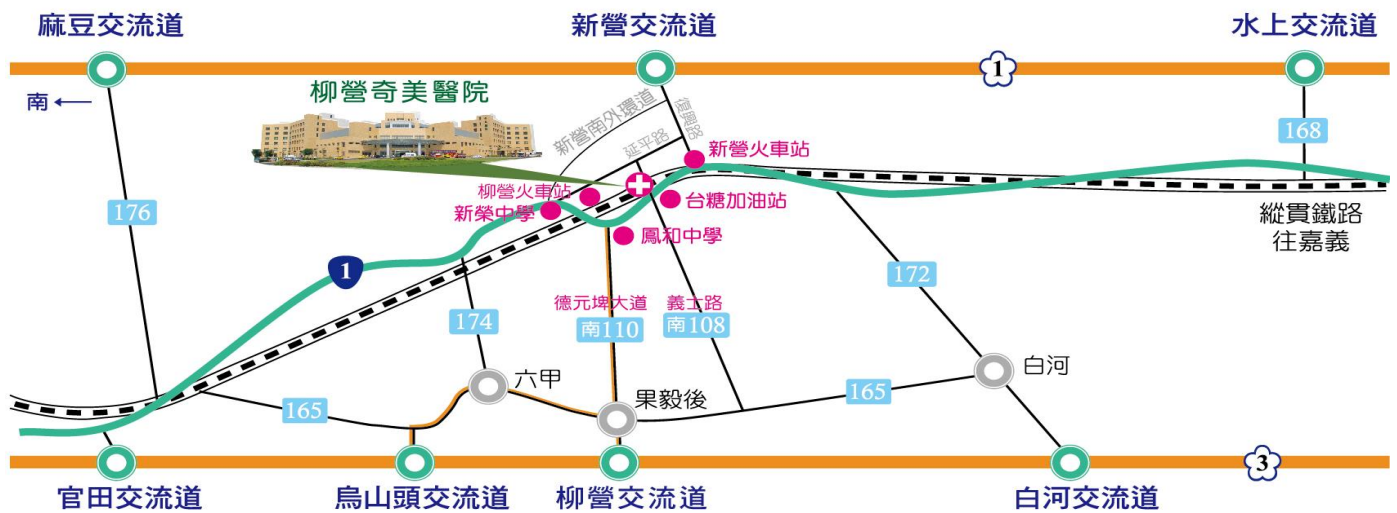 麻豆交流道
新營交流道
水上交流道
1
南
柳營奇美醫院
新營南外環道
復興路
延平路
168
新營火車站
柳營火車站
台糖加油站
新榮中學
176
鳳和中學
縱貫鐵路
往嘉義
1
172
德元埤大道
義士路
174
南110
南108
六甲
白河
165
果毅後
165
3
官田交流道
烏山頭交流道
柳營交流道
白河交流道